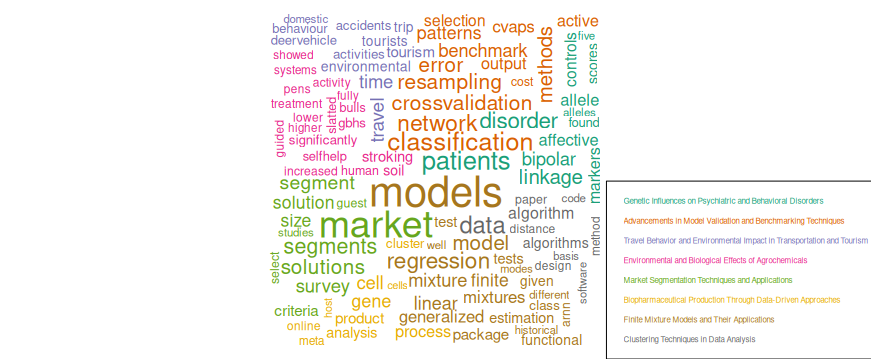 domestic
behaviour accidents trip selection cvaps active
deervehicle tourists patterns methods controls five
showed activities tourism benchmark scores
systems environmental error output
pens activity time resampling cost
treatment fully bulls travel crossvalidation allele
lower slatted gbhs network disorder alleles
higher found
guided significantly classification affective
selfhelp stroking patients bipolar markers
increased human soil linkage
segment models
solution guest paper code
size market test data algorithm method
studies distance
segments cluster well model algorithms
select solutions regression tests basis
modes design software
survey cell cells mixture finite given
gene mixtures different
criteria host linear class arnn
product generalized estimation
online analysis process package historical
meta functional
Genetic Influences on Psychiatric and Behavioral Disorders
Advancements in Model Validation and Benchmarking Techniques
Travel Behavior and Environmental Impact in Transportation and Tourism
Environmental and Biological Effects of Agrochemicals
Market Segmentation Techniques and Applications
Biopharmaceutical Production Through Data-Driven Approaches
Finite Mixture Models and Their Applications
Clustering Techniques in Data Analysis